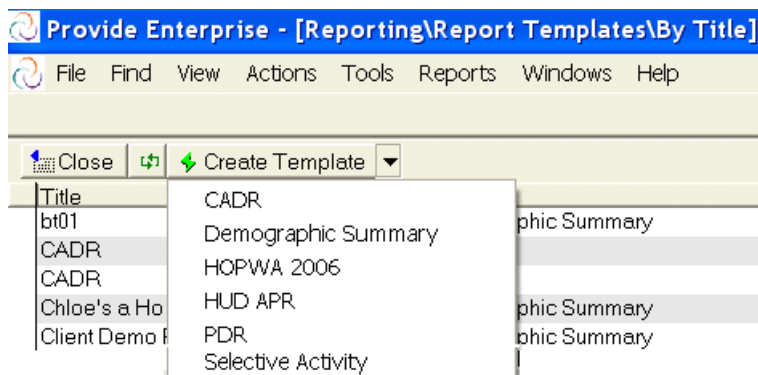 Provide Enterprise - [Reporting\Report Templates\By Title]
File Find View Actions Tools Reports Windows Help
Close Create Template
Title
CADR
bt01 phic Summary
Demographic Summary
CADR
HOPWA 2006
CADR
HUD APR
Chloe's a Ho phic Summary
PDR
Client Demo phic Summary
Selective Activity